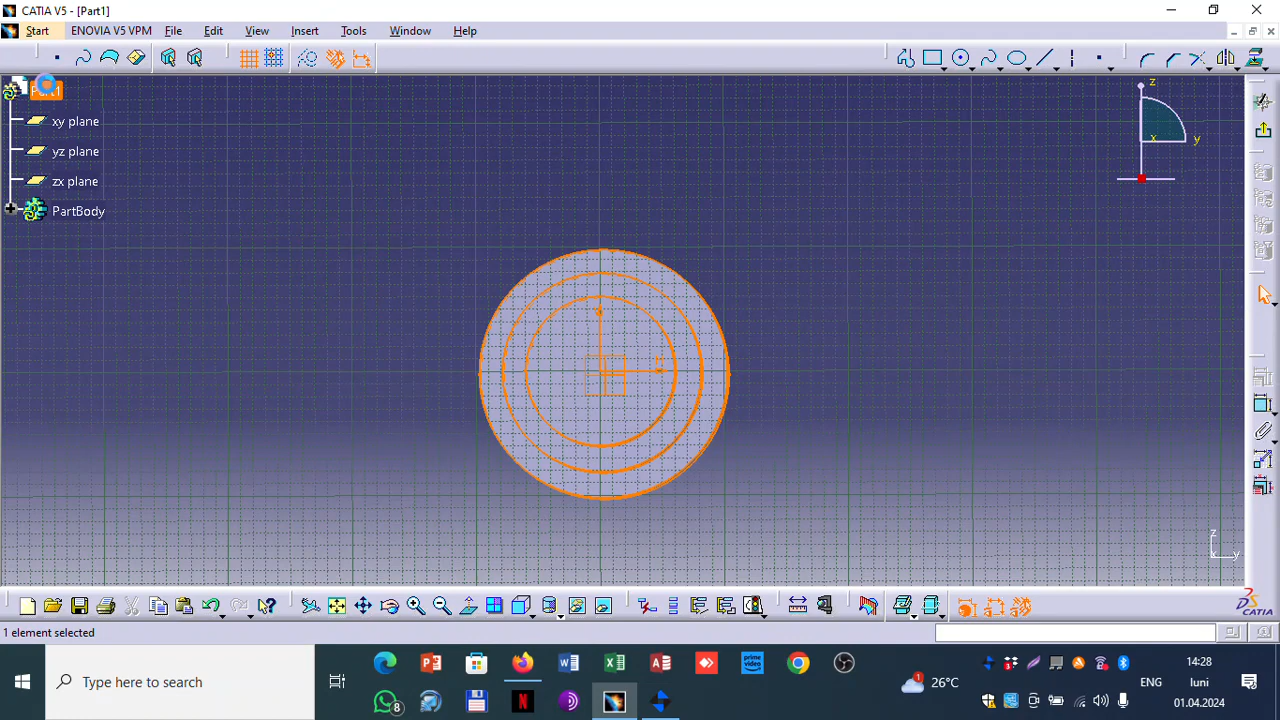 CATIA V5 - [Part1]
Start ENOVIA V5 VPM File Edit View Insert Tools Window Help
Part1
xy plane
yz plane
zx plane
PartBody
z
x
y
H
z
x y
CATIA
1 element selected
Type here to search
8
1
26°C
ENG
14:28
luni
01.04.2024